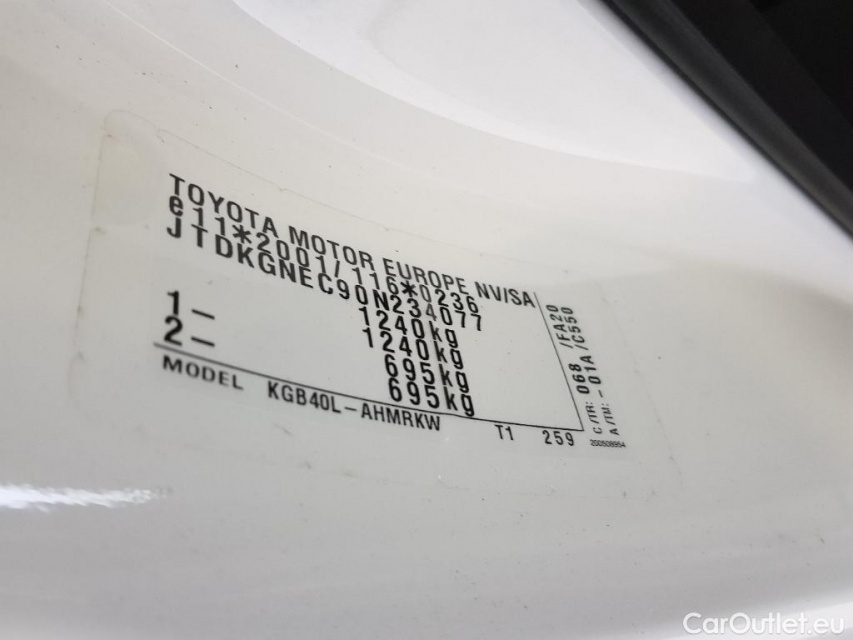 TOYOTA MOTOR EUROPE NV/SA
e11*2001/116*0236
JTDKGNEC90N234077
1240kg
1- 1240kg
2- 695kg
695kg
MODEL KGB40L-AHMRKW T1 259
C/TR: 068 /FA20
A/TM: -01A /C550
200508954
CarOutlet.eu